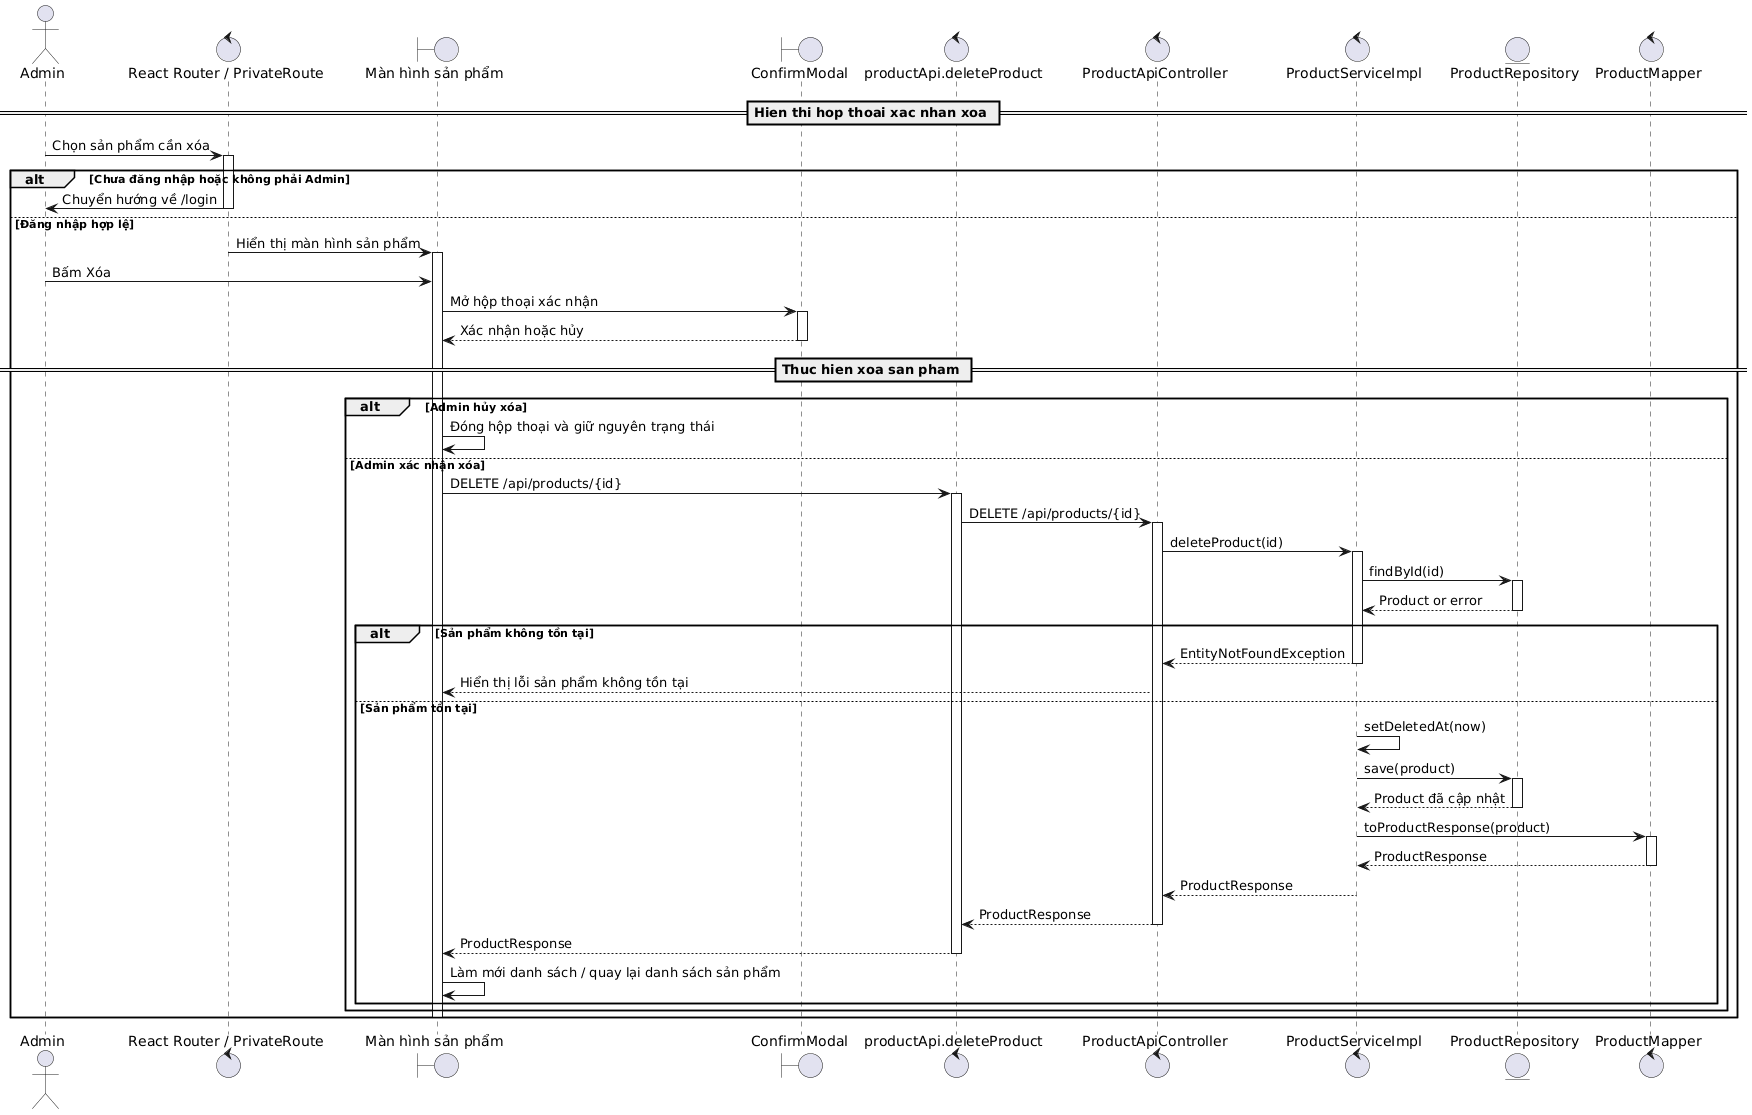 Admin
React Router / PrivateRoute
Màn hình sản phẩm
ConfirmModal
productApi.deleteProduct
ProductApiController
ProductServiceImpl
ProductRepository
ProductMapper
Hien thi hop thoai xac nhan xoa
Chọn sản phẩm cần xóa
alt
[Chưa đăng nhập hoặc không phải Admin]
Chuyển hướng về /login
[Đăng nhập hợp lệ]
Hiển thị màn hình sản phẩm
Bấm Xóa
Mở hộp thoại xác nhận
Xác nhận hoặc hủy
Thuc hien xoa san pham
alt
[Admin hủy xóa]
Đóng hộp thoại và giữ nguyên trạng thái
[Admin xác nhận xóa]
DELETE /api/products/{id}
DELETE /api/products/{id}
deleteProduct(id)
findById(id)
Product or error
alt
[Sản phẩm không tồn tại]
EntityNotFoundException
Hiển thị lỗi sản phẩm không tồn tại
[Sản phẩm tồn tại]
setDeletedAt(now)
save(product)
Product đã cập nhật
toProductResponse(product)
ProductResponse
ProductResponse
ProductResponse
ProductResponse
Làm mới danh sách / quay lại danh sách sản phẩm
Admin
React Router / PrivateRoute
Màn hình sản phẩm
ConfirmModal
productApi.deleteProduct
ProductApiController
ProductServiceImpl
ProductRepository
ProductMapper